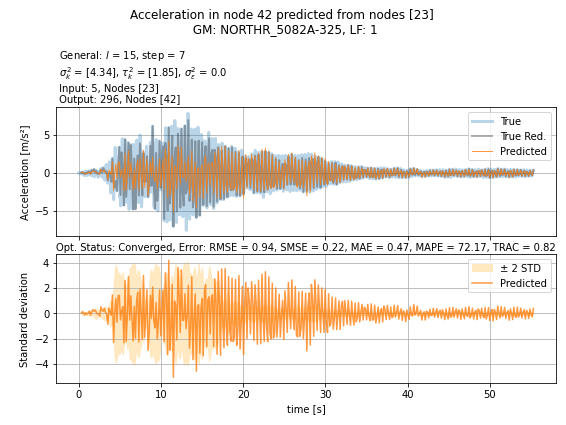 Acceleration in node 42 predicted from nodes [23]
GM: NORTHR_5082A-325, LF: 1
General: l = 15, step = 7
σ²ₖ = [4.34], τ²ₖ = [1.85], σ²ₑ = 0.0
Input: 5, Nodes [23]
Output: 296, Nodes [42]
Acceleration [m/s²]
5
0
−5
True
True Red.
Predicted
Opt. Status: Converged, Error: RMSE = 0.94, SMSE = 0.22, MAE = 0.47, MAPE = 72.17, TRAC = 0.82
Standard deviation
4
2
0
−2
−4
± 2 STD
Predicted
0 10 20 30 40 50
time [s]